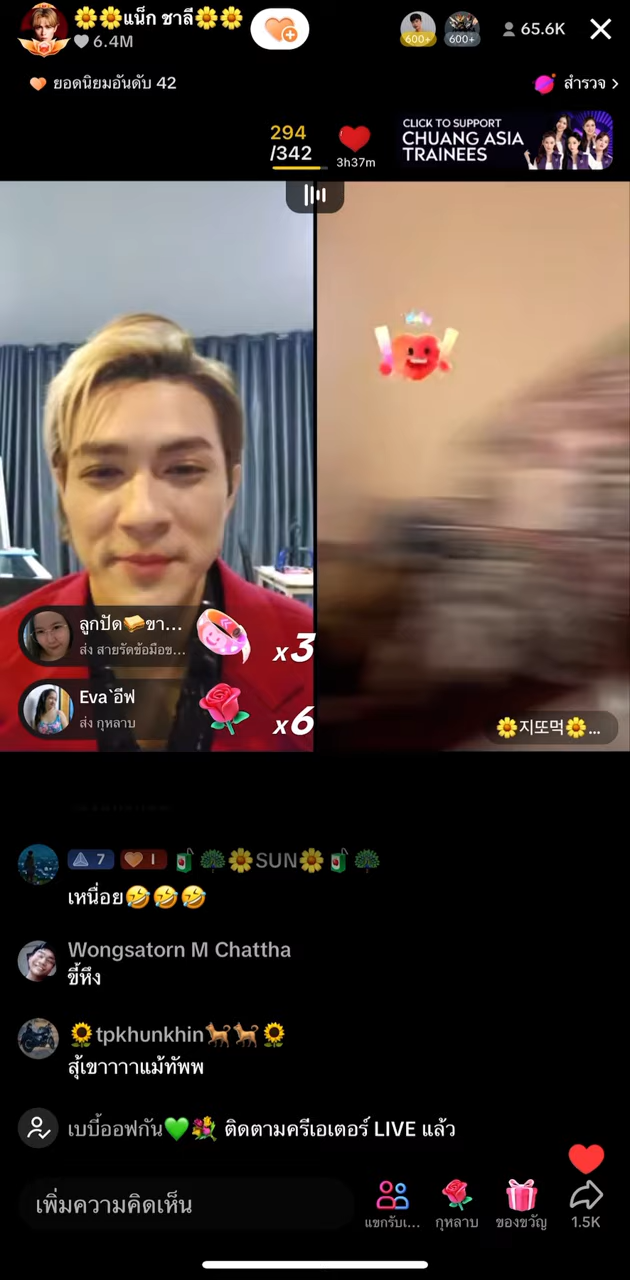 🌼🌼แน็ก ชาลี🌼🌼
6.4M
600+
600+
65.6K
ยอดนิยมอันดับ 42
สำรวจ
294
/342
3h37m
CLICK TO SUPPORT
CHUANG ASIA
TRAINEES
ลูกปัด🍞ขา...
ส่ง สายรัดข้อมือข...
x3
Eva`อีฟ
ส่ง กุหลาบ
x6
🌼지또먹🌼...
7 1 🧃🦚🌼SUN🌼🧃🦚
เหนื่อย🤣🤣🤣
Wongsatorn M Chattha
ขี้หึง
🌻tpkhunkhin🐕🐕🌻
สุ้เขาาาาแม้ทัพพ
เบบี้ออฟกัน💚💐 ติดตามครีเอเตอร์ LIVE แล้ว
เพิ่มความคิดเห็น
แขกรับเ...
กุหลาบ
ของขวัญ
1.5K